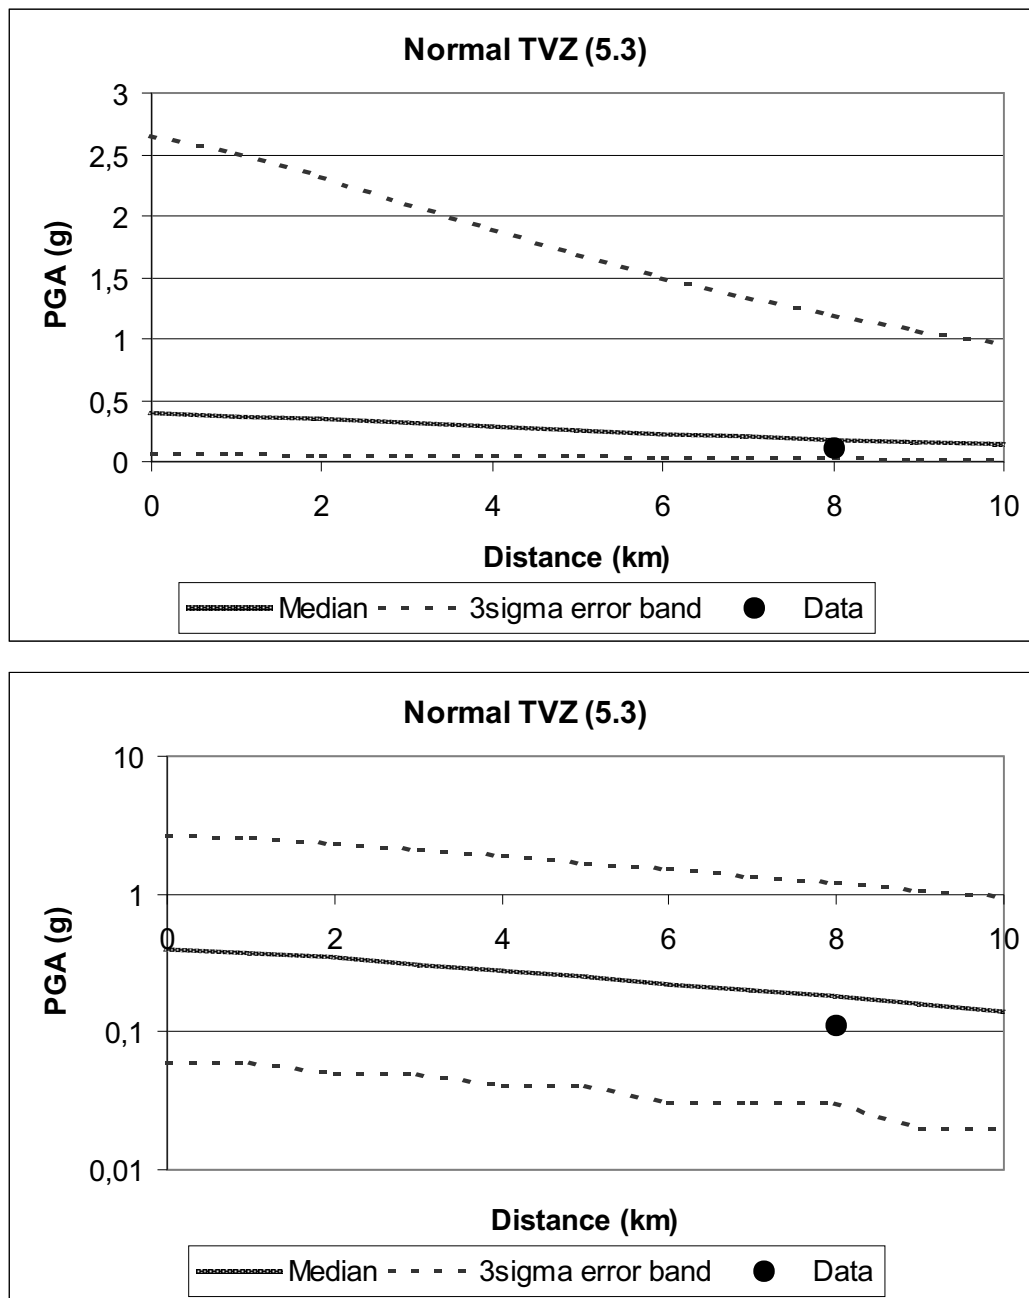 Normal TVZ (5.3)
3
2,5
2
1,5
1
0,5
0
PGA (g)
0 2 4 6 8 10
Distance (km)
Median 3sigma error band Data
Normal TVZ (5.3)
10
1
0,1
0,01
PGA (g)
0 2 4 6 8 10
Distance (km)
Median 3sigma error band Data